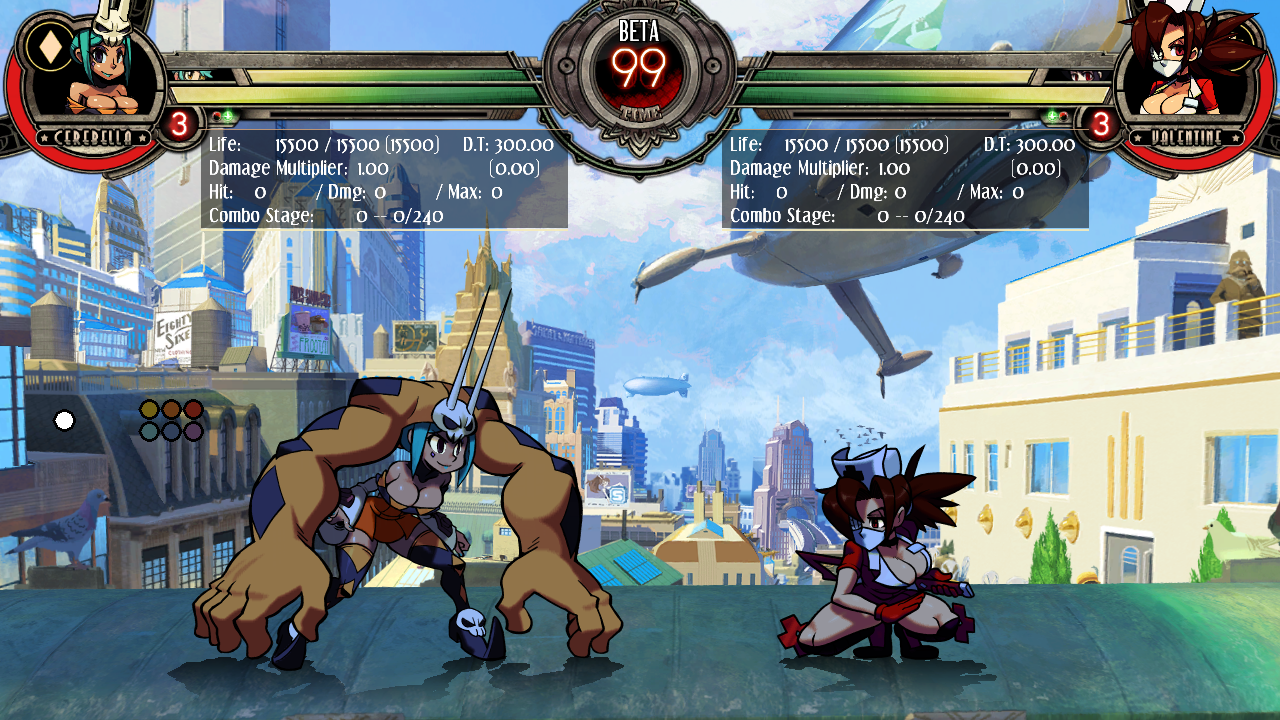 BETA
99
TIME
CEREBELLA
3
3
VALENTINE
Life: 15500 / 15500 (15500) D.T: 300.00
Damage Multiplier: 1.00 (0.00)
Hit: 0 / Dmg: 0 / Max: 0
Combo Stage: 0 -- 0/240
Life: 15500 / 15500 (15500) D.T: 300.00
Damage Multiplier: 1.00 (0.00)
Hit: 0 / Dmg: 0 / Max: 0
Combo Stage: 0 -- 0/240
EIGHTY
SIX
S